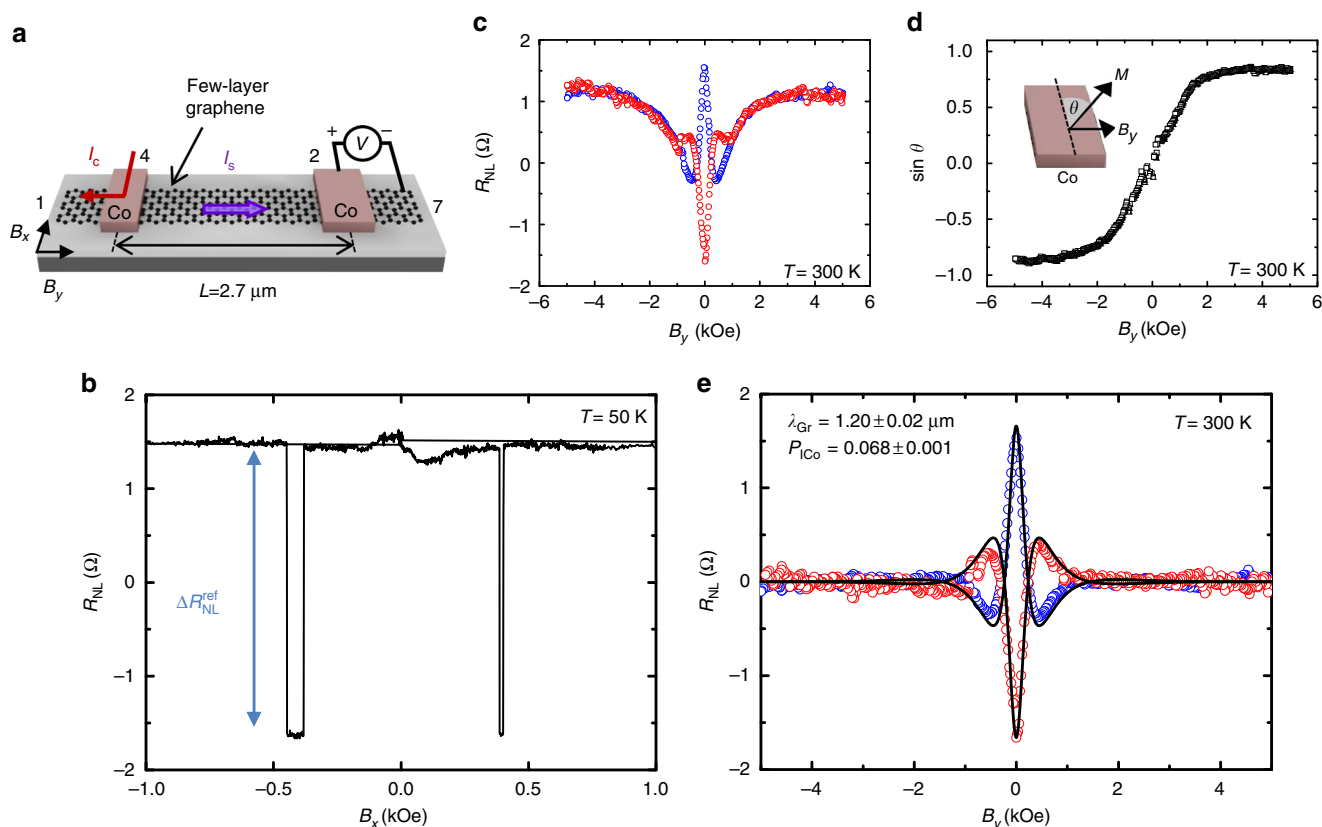 a
Few-layer
graphene
I_c
4
I_s
2
+ V −
1
Co
Co
7
B_x
B_y
L=2.7 μm
c
2
1
0
−1
−2
R_NL (Ω)
T = 300 K
−6 −4 −2 0 2 4 6
B_y (kOe)
d
1.0
0.5
0.0
−0.5
−1.0
sin θ
M
θ
B_y
Co
T = 300 K
−6 −4 −2 0 2 4 6
B_y (kOe)
b
2
1
0
−1
−2
R_NL (Ω)
T = 50 K
ΔR_NL^ref
−1.0 −0.5 0.0 0.5 1.0
B_x (kOe)
e
2
1
0
−1
−2
R_NL (Ω)
λ_Gr = 1.20±0.02 μm
P_ICo = 0.068±0.001
T = 300 K
−4 −2 0 2 4
B_y (kOe)